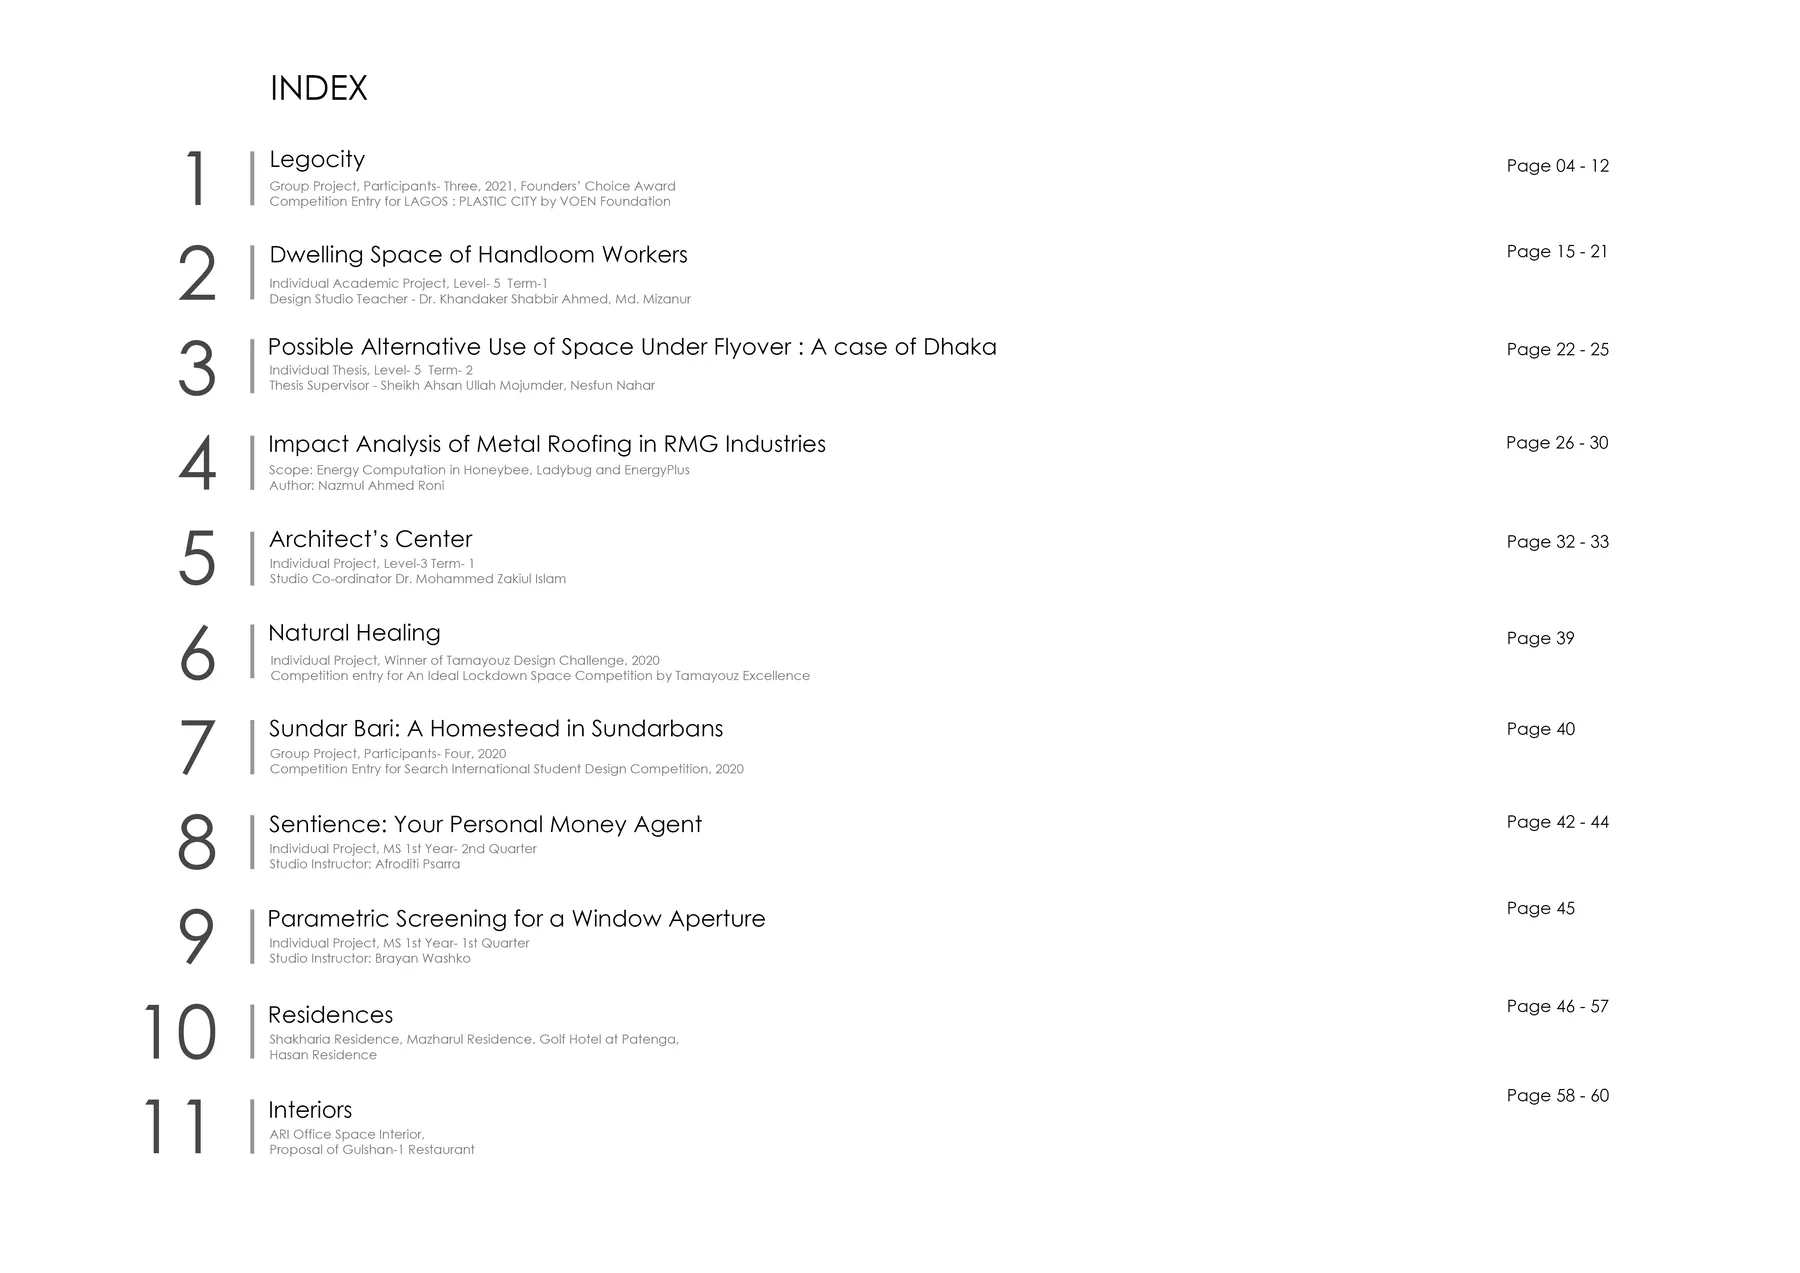 INDEX
1
Legocity
Page 04 - 12
Group Project, Participants- Three, 2021, Founders’ Choice Award
Competition Entry for LAGOS : PLASTIC CITY by VOEN Foundation
2
Dwelling Space of Handloom Workers
Page 15 - 21
Individual Academic Project, Level- 5  Term-1
Design Studio Teacher - Dr. Khandaker Shabbir Ahmed, Md. Mizanur
3
Possible Alternative Use of Space Under Flyover : A case of Dhaka
Page 22 - 25
Individual Thesis, Level- 5  Term- 2
Thesis Supervisor - Sheikh Ahsan Ullah Mojumder, Nesfun Nahar
4
Impact Analysis of Metal Roofing in RMG Industries
Page 26 - 30
Scope: Energy Computation in Honeybee, Ladybug and EnergyPlus
Author: Nazmul Ahmed Roni
5
Architect’s Center
Page 32 - 33
Individual Project, Level-3 Term- 1
Studio Co-ordinator Dr. Mohammed Zakiul Islam
6
Natural Healing
Page 39
Individual Project, Winner of Tamayouz Design Challenge, 2020
Competition entry for An Ideal Lockdown Space Competition by Tamayouz Excellence
7
Sundar Bari: A Homestead in Sundarbans
Page 40
Group Project, Participants- Four, 2020
Competition Entry for Search International Student Design Competition, 2020
8
Sentience: Your Personal Money Agent
Page 42 - 44
Individual Project, MS 1st Year- 2nd Quarter
Studio Instructor: Afroditi Psarra
9
Parametric Screening for a Window Aperture
Page 45
Individual Project, MS 1st Year- 1st Quarter
Studio Instructor: Brayan Washko
10
Residences
Page 46 - 57
Shakharia Residence, Mazharul Residence. Golf Hotel at Patenga,
Hasan Residence
11
Interiors
Page 58 - 60
ARI Office Space Interior,
Proposal of Gulshan-1 Restaurant